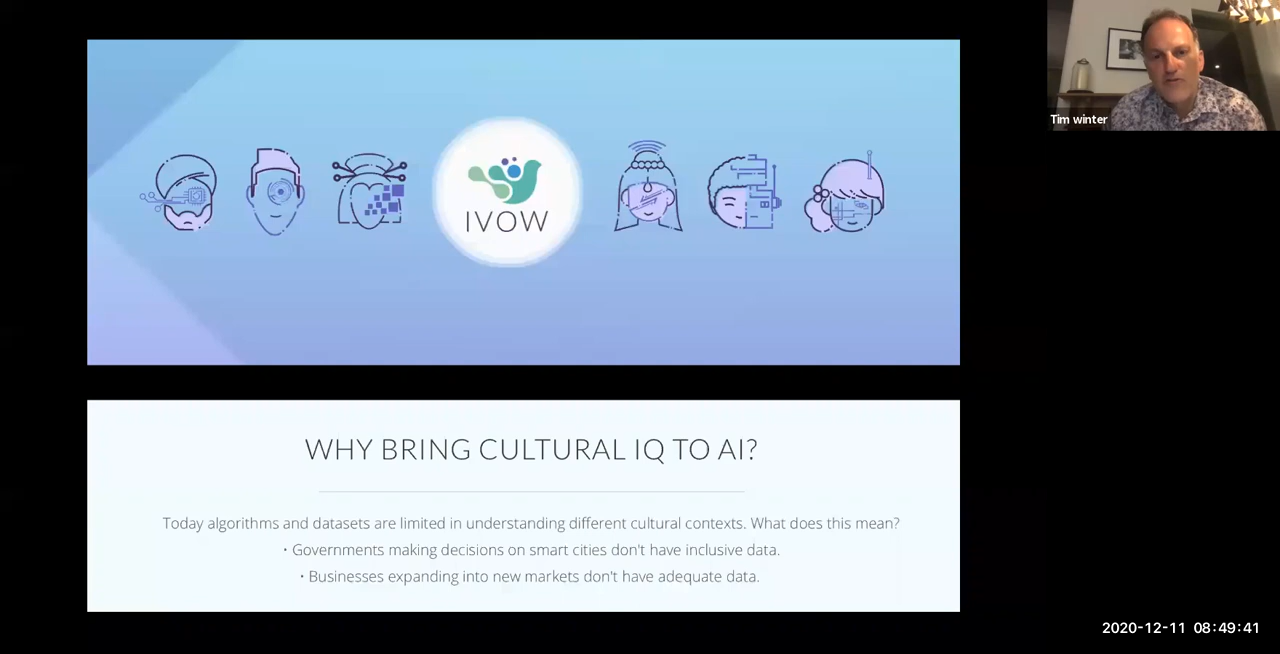 Tim winter
IVOW
WHY BRING CULTURAL IQ TO AI?
Today algorithms and datasets are limited in understanding different cultural contexts. What does this mean?
• Governments making decisions on smart cities don't have inclusive data.
• Businesses expanding into new markets don't have adequate data.
2020-12-11 08:49:41